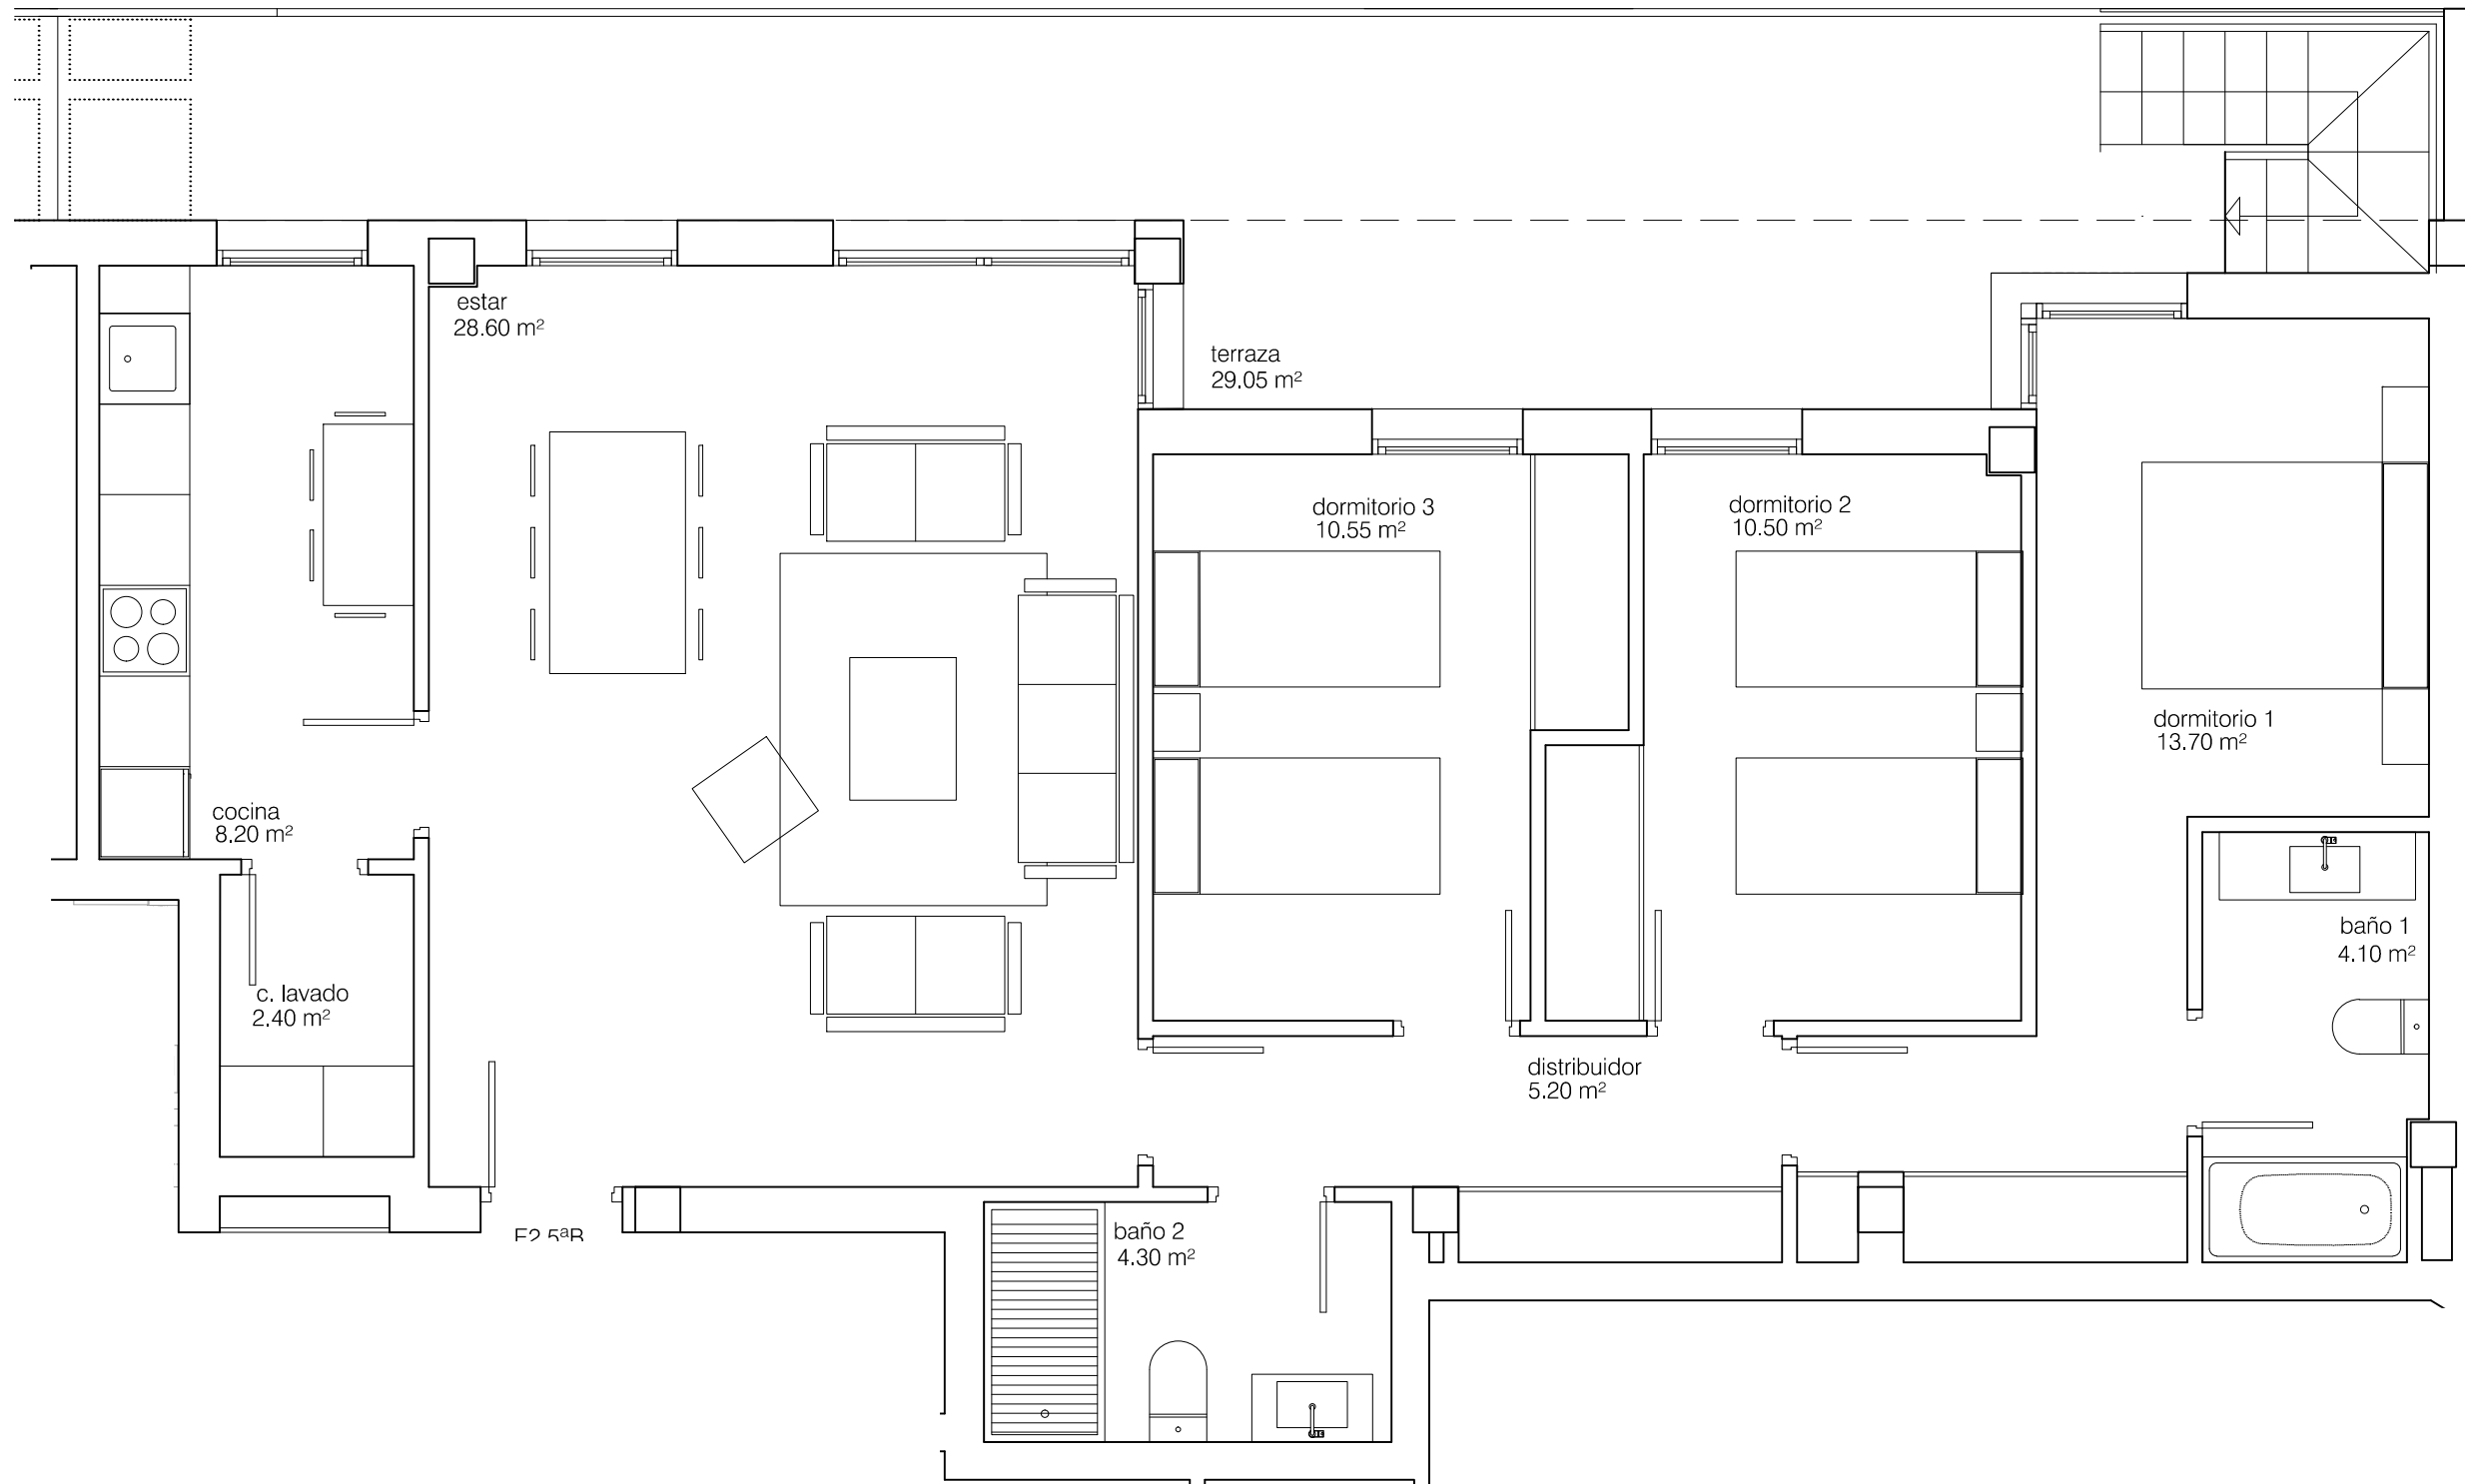 estar
28.60 m²
terraza
29.05 m²
dormitorio 3
10.55 m²
dormitorio 2
10.50 m²
dormitorio 1
13.70 m²
cocina
8.20 m²
baño 1
4.10 m²
c. lavado
2.40 m²
distribuidor
5.20 m²
baño 2
4.30 m²
E2 5ªB